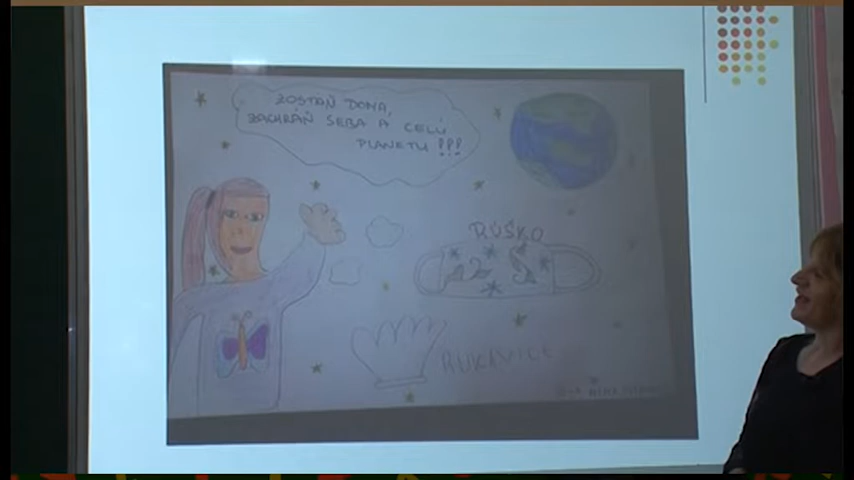 ZOSTAŇ DOMA,
ZACHRÁŇ SEBA A CELÚ
PLANÉTU !!!
RÚŠKO
RUKAVICE